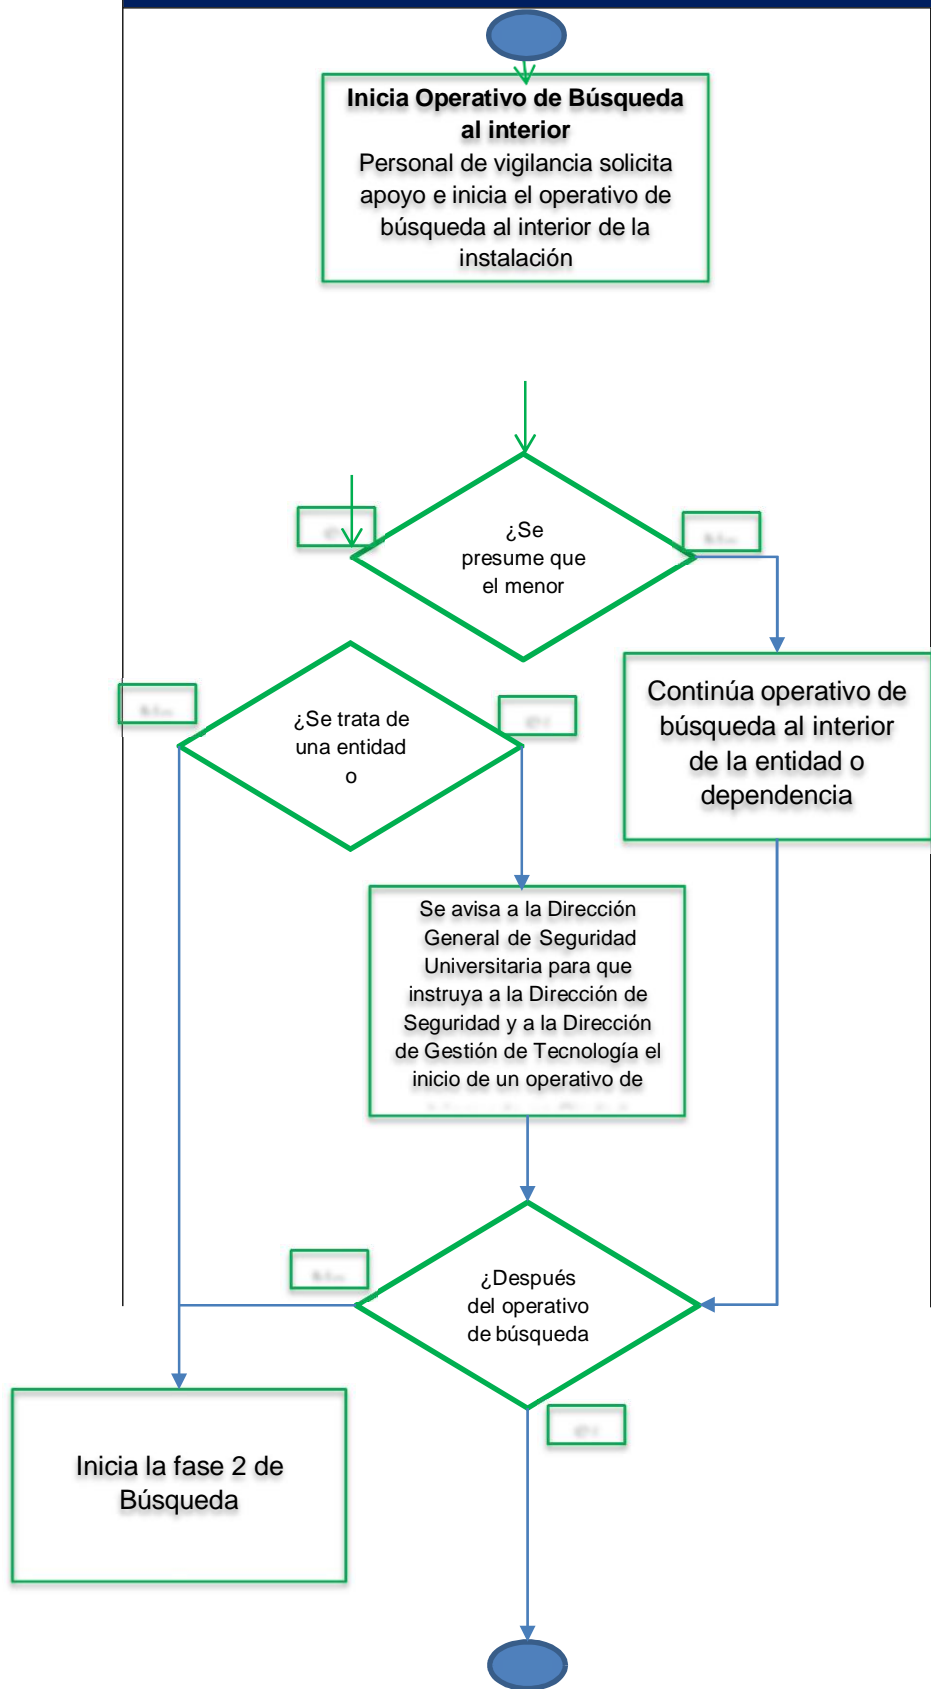 Inicia Operativo de Búsqueda
al interior
Personal de vigilancia solicita
apoyo e inicia el operativo de
búsqueda al interior de la
instalación
¿Se
presume que
el menor
¿Se trata de
una entidad
o
Continúa operativo de
búsqueda al interior
de la entidad o
dependencia
Se avisa a la Dirección
General de Seguridad
Universitaria para que
instruya a la Dirección de
Seguridad y a la Dirección
de Gestión de Tecnología el
inicio de un operativo de
¿Después
del operativo
de búsqueda
Inicia la fase 2 de
Búsqueda